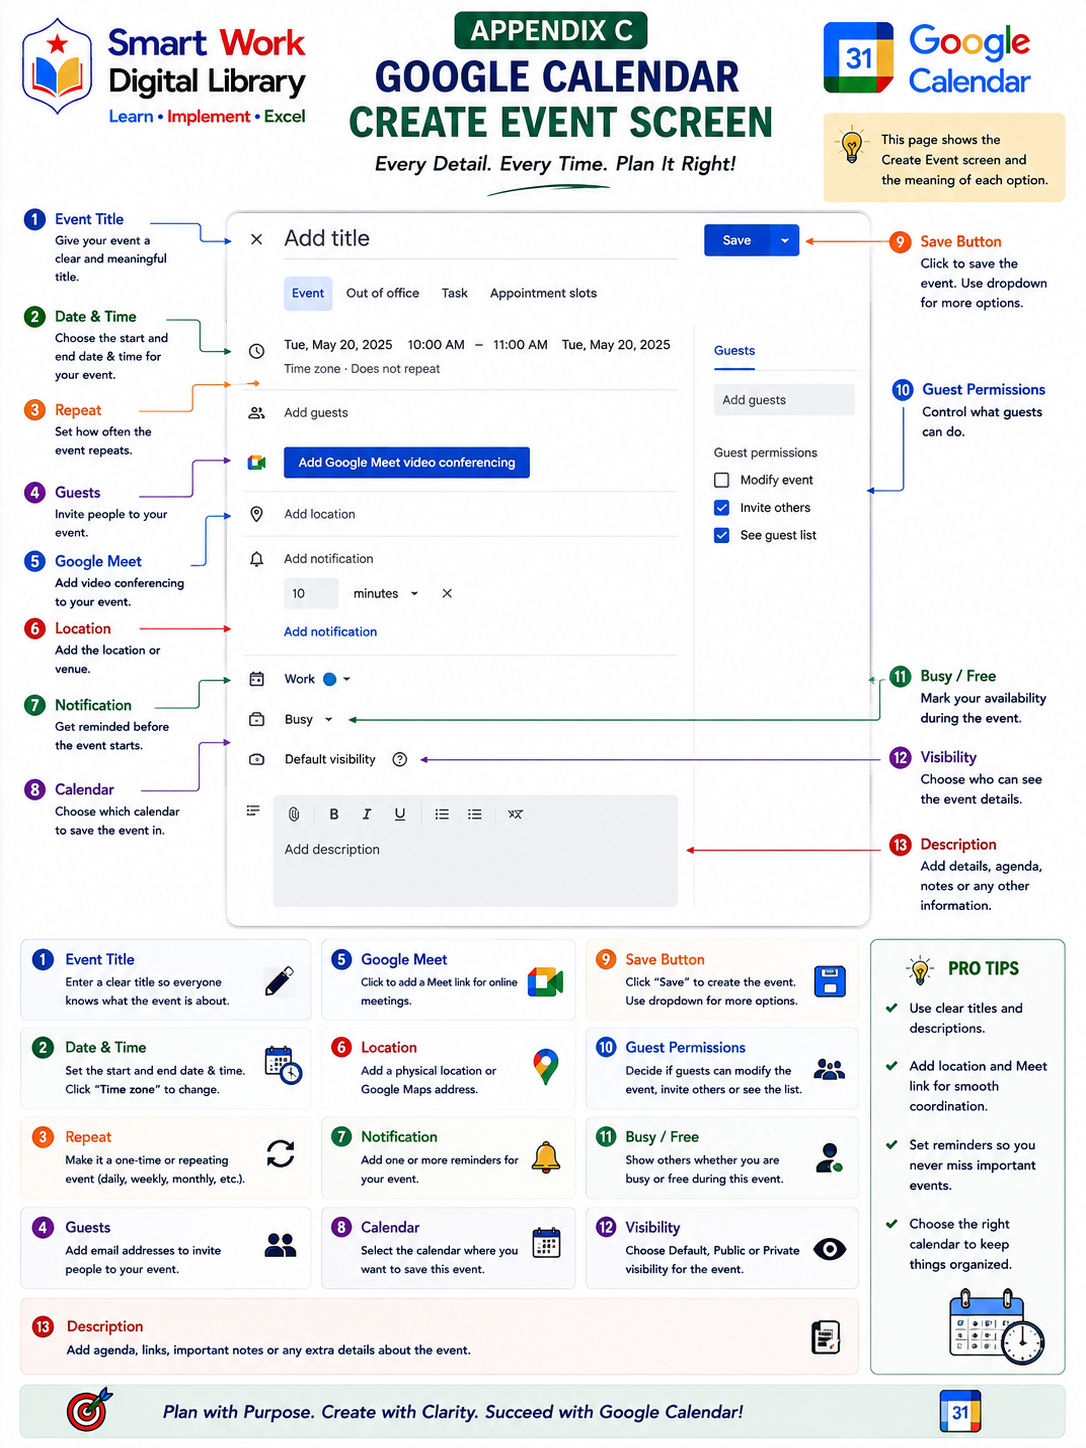 Smart Work
Digital Library
Learn • Implement • Excel
APPENDIX C
GOOGLE CALENDAR
CREATE EVENT SCREEN
Every Detail. Every Time. Plan It Right!
31
Google
Calendar
This page shows the
Create Event screen and
the meaning of each option.
1 Event Title
Give your event a
clear and meaningful
title.
2 Date & Time
Choose the start and
end date & time for
your event.
3 Repeat
Set how often the
event repeats.
4 Guests
Invite people to your
event.
5 Google Meet
Add video conferencing
to your event.
6 Location
Add the location or
venue.
7 Notification
Get reminded before
the event starts.
8 Calendar
Choose which calendar
to save the event in.
Add title
Save
Event Out of office Task Appointment slots
Tue, May 20, 2025 10:00 AM – 11:00 AM Tue, May 20, 2025
Time zone · Does not repeat
Add guests
Add Google Meet video conferencing
Add location
Add notification
10 minutes
Add notification
Work
Busy
Default visibility ?
B I U
Add description
Guests
Add guests
Guest permissions
Modify event
Invite others
See guest list
9 Save Button
Click to save the
event. Use dropdown
for more options.
10 Guest Permissions
Control what guests
can do.
11 Busy / Free
Mark your availability
during the event.
12 Visibility
Choose who can see
the event details.
13 Description
Add details, agenda,
notes or any other
information.
1 Event Title
Enter a clear title so everyone
knows what the event is about.
2 Date & Time
Set the start and end date & time.
Click “Time zone” to change.
3 Repeat
Make it a one-time or repeating
event (daily, weekly, monthly, etc.).
4 Guests
Add email addresses to invite
people to your event.
5 Google Meet
Click to add a Meet link for online
meetings.
6 Location
Add a physical location or
Google Maps address.
7 Notification
Add one or more reminders for
your event.
8 Calendar
Select the calendar where you
want to save this event.
9 Save Button
Click “Save” to create the event.
Use dropdown for more options.
10 Guest Permissions
Decide if guests can modify the
event, invite others or see the list.
11 Busy / Free
Show others whether you are
busy or free during this event.
12 Visibility
Choose Default, Public or Private
visibility for the event.
13 Description
Add agenda, links, important notes or any extra details about the event.
PRO TIPS
Use clear titles and
descriptions.
Add location and Meet
link for smooth
coordination.
Set reminders so you
never miss important
events.
Choose the right
calendar to keep
things organized.
Plan with Purpose. Create with Clarity. Succeed with Google Calendar!
31